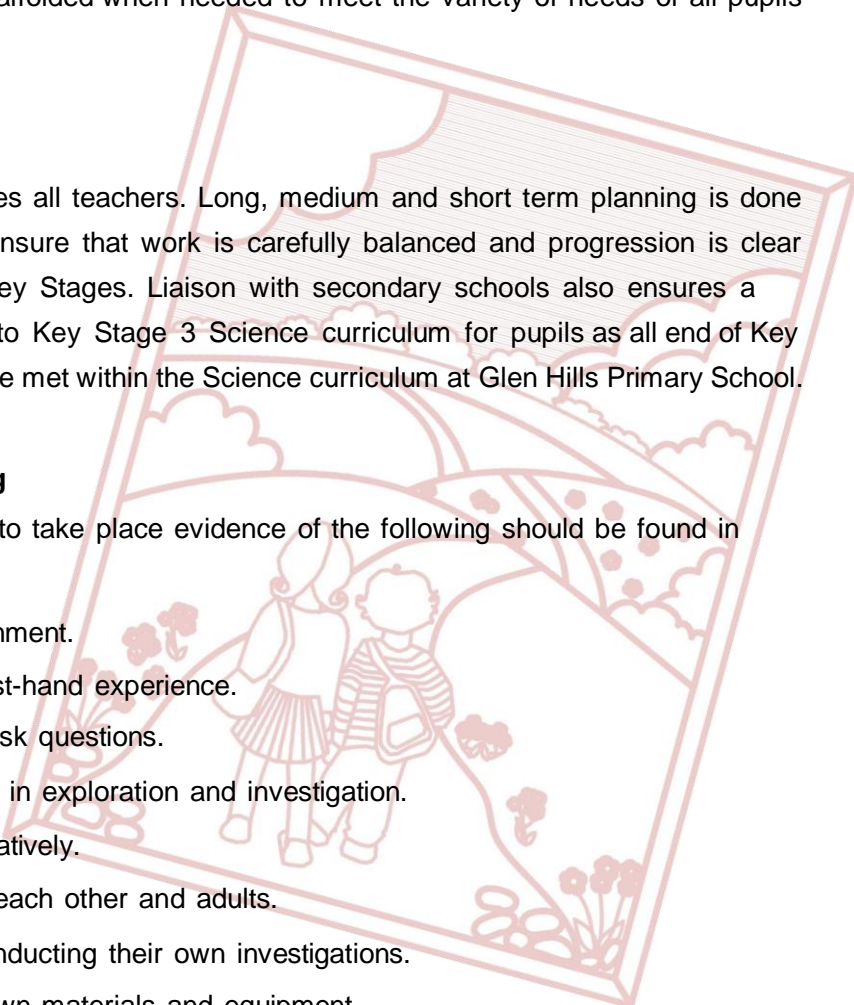 when needed to meet the variety of needs of all pupils
es all teachers. Long, medium and short term planning is done
nsure that work is carefully balanced and progression is clear
ey Stages. Liaison with secondary schools also ensures a
to Key Stage 3 Science curriculum for pupils as all end of Key
e met within the Science curriculum at Glen Hills Primary School.
g
to take place evidence of the following should be found in
nment.
st-hand experience.
sk questions.
in exploration and investigation.
atively.
each other and adults.
nducting their own investigations.
wn materials and equipment.